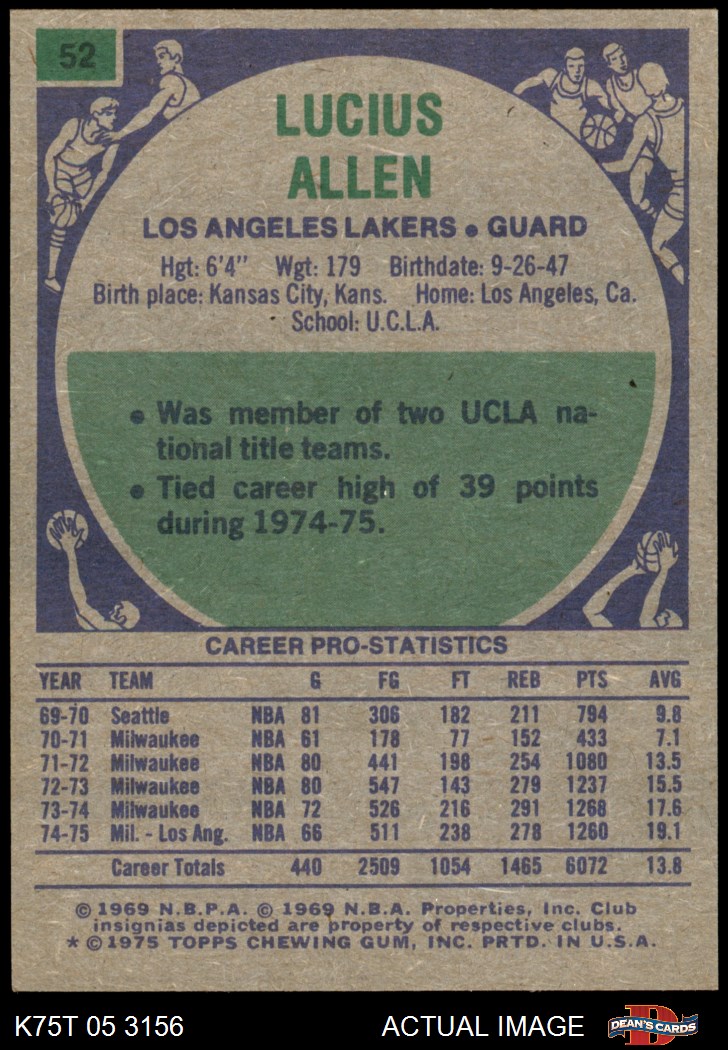 52
LUCIUS
ALLEN
LOS ANGELES LAKERS • GUARD
Hgt: 6'4" Wgt: 179 Birthdate: 9-26-47
Birth place: Kansas City, Kans. Home: Los Angeles, Ca.
School: U.C.L.A.
• Was member of two UCLA na-
tional title teams.
• Tied career high of 39 points
during 1974-75.
CAREER PRO-STATISTICS
YEAR TEAM G FG FT REB PTS AVG
69-70 Seattle NBA 81 306 182 211 794 9.8
70-71 Milwaukee NBA 61 178 77 152 433 7.1
71-72 Milwaukee NBA 80 441 198 254 1080 13.5
72-73 Milwaukee NBA 80 547 143 279 1237 15.5
73-74 Milwaukee NBA 72 526 216 291 1268 17.6
74-75 Mil. - Los Ang. NBA 66 511 238 278 1260 19.1
Career Totals 440 2509 1054 1465 6072 13.8
© 1969 N.B.P.A. © 1969 N.B.A. Properties, Inc. Club
insignias depicted are property of respective clubs.
* © 1975 TOPPS CHEWING GUM, INC. PRTD. IN U.S.A.
K75T 05 3156 ACTUAL IMAGE D DEAN'S CARDS